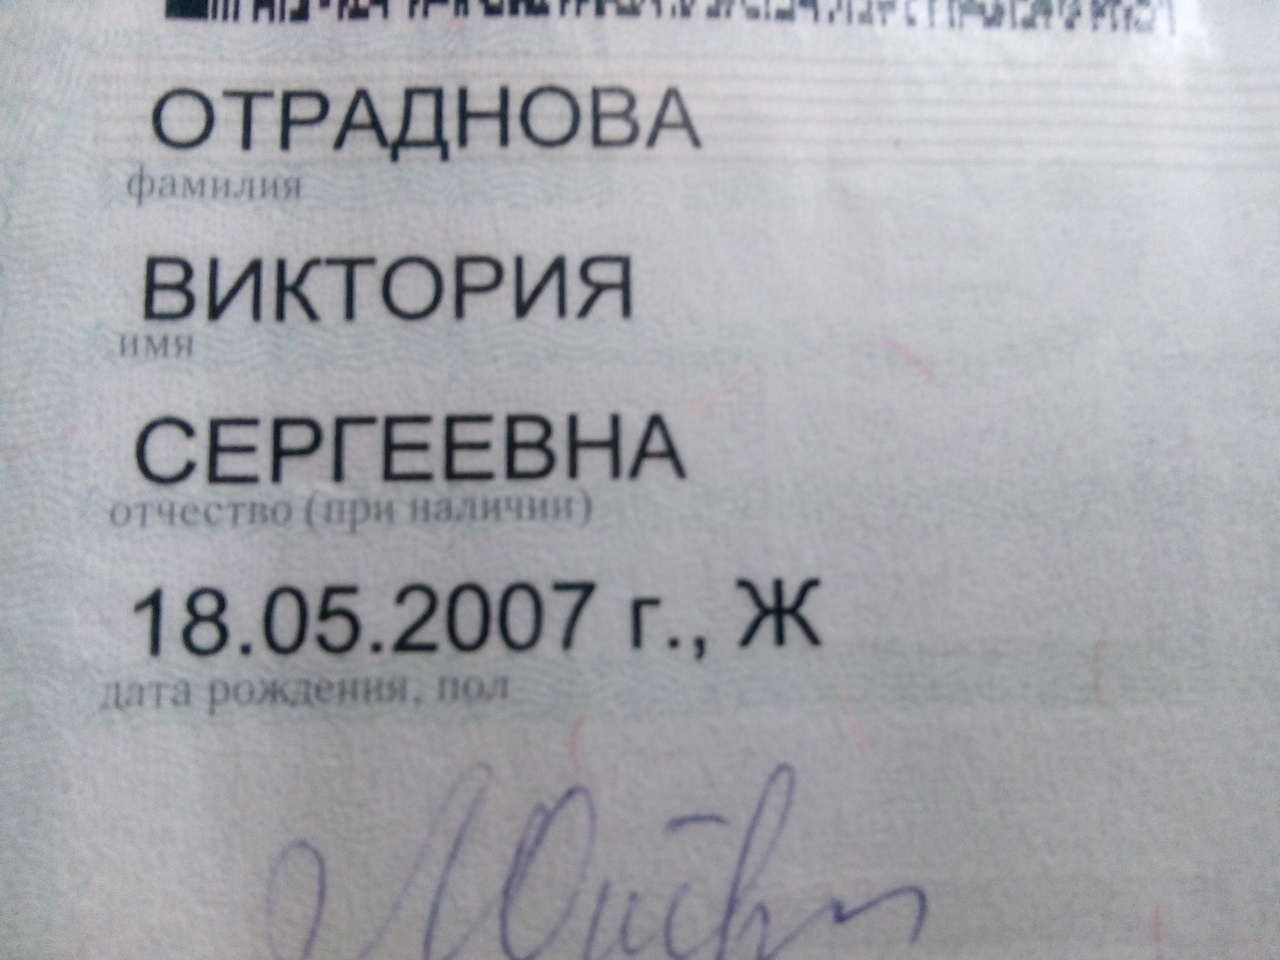 ОТРАДНОВА
фамилия
ВИКТОРИЯ
имя
СЕРГЕЕВНА
отчество (при наличии)
18.05.2007 г., Ж
дата рождения, пол